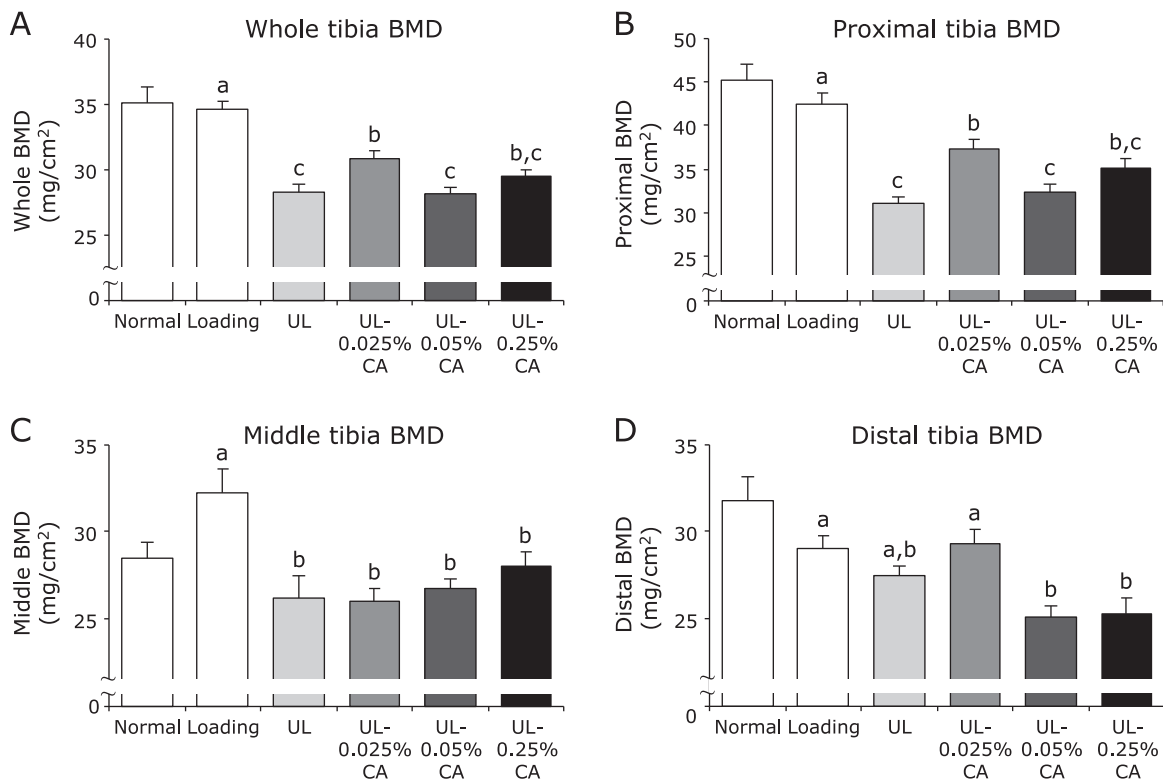 A
Whole tibia BMD
Whole BMD
(mg/cm²)
40
35
30
25
0
a
c
b
c
b,c
Normal Loading UL UL- UL- UL-
0.025% 0.05% 0.25%
CA CA CA
B
Proximal tibia BMD
Proximal BMD
(mg/cm²)
50
45
40
35
30
25
0
a
c
b
c
b,c
Normal Loading UL UL- UL- UL-
0.025% 0.05% 0.25%
CA CA CA
C
Middle tibia BMD
Middle BMD
(mg/cm²)
35
30
25
0
a
b
b
b
b
Normal Loading UL UL- UL- UL-
0.025% 0.05% 0.25%
CA CA CA
D
Distal tibia BMD
Distal BMD
(mg/cm²)
35
30
25
0
a
a,b
a
b
b
Normal Loading UL UL- UL- UL-
0.025% 0.05% 0.25%
CA CA CA